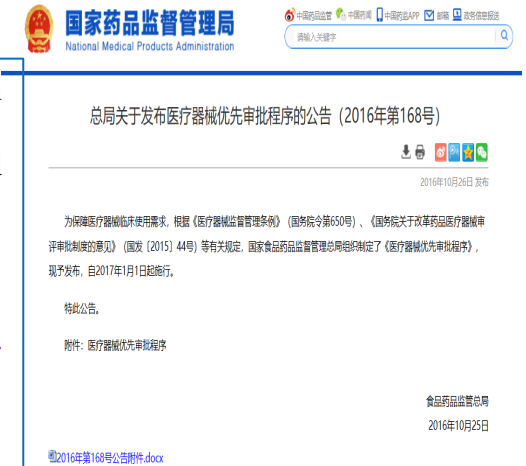 国家药品监督管理局
National Medical Products Administration
中国药品监管 中国药闻 中国药监APP 邮箱 政务信息报送
请输入关键字
总局关于发布医疗器械优先审批程序的公告（2016年第168号）
2016年10月26日 发布
为保障医疗器械临床使用需求，根据《医疗器械监督管理条例》（国务院令第650号）、《国务院关于改革药品医疗器械审
评审批制度的意见》（国发〔2015〕44号）等有关规定，国家食品药品监督管理总局组织制定了《医疗器械优先审批程序》，
现予发布，自2017年1月1日起施行。
特此公告。
附件：医疗器械优先审批程序
食品药品监管总局
2016年10月25日
2016年第168号公告附件.docx